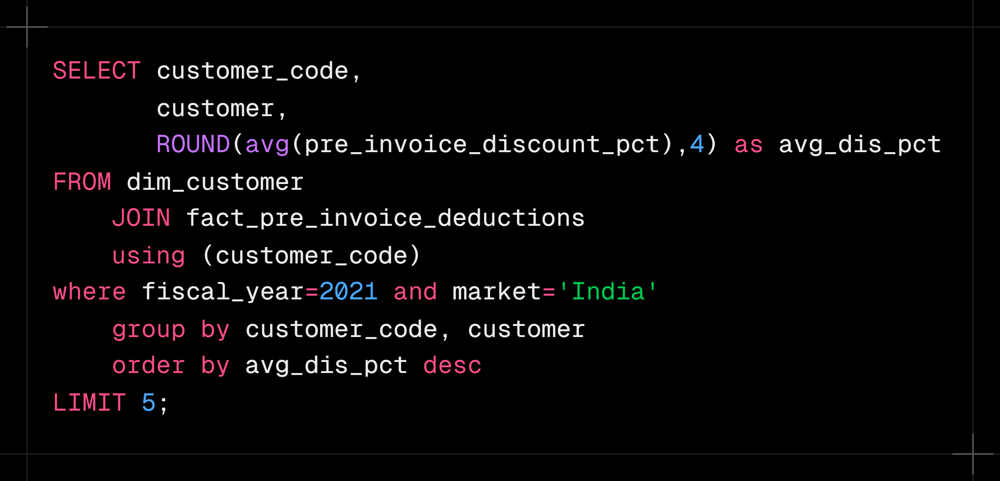 SELECT customer_code,
       customer,
       ROUND(avg(pre_invoice_discount_pct),4) as avg_dis_pct
FROM dim_customer
    JOIN fact_pre_invoice_deductions
    using (customer_code)
where fiscal_year=2021 and market='India'
    group by customer_code, customer
    order by avg_dis_pct desc
LIMIT 5;